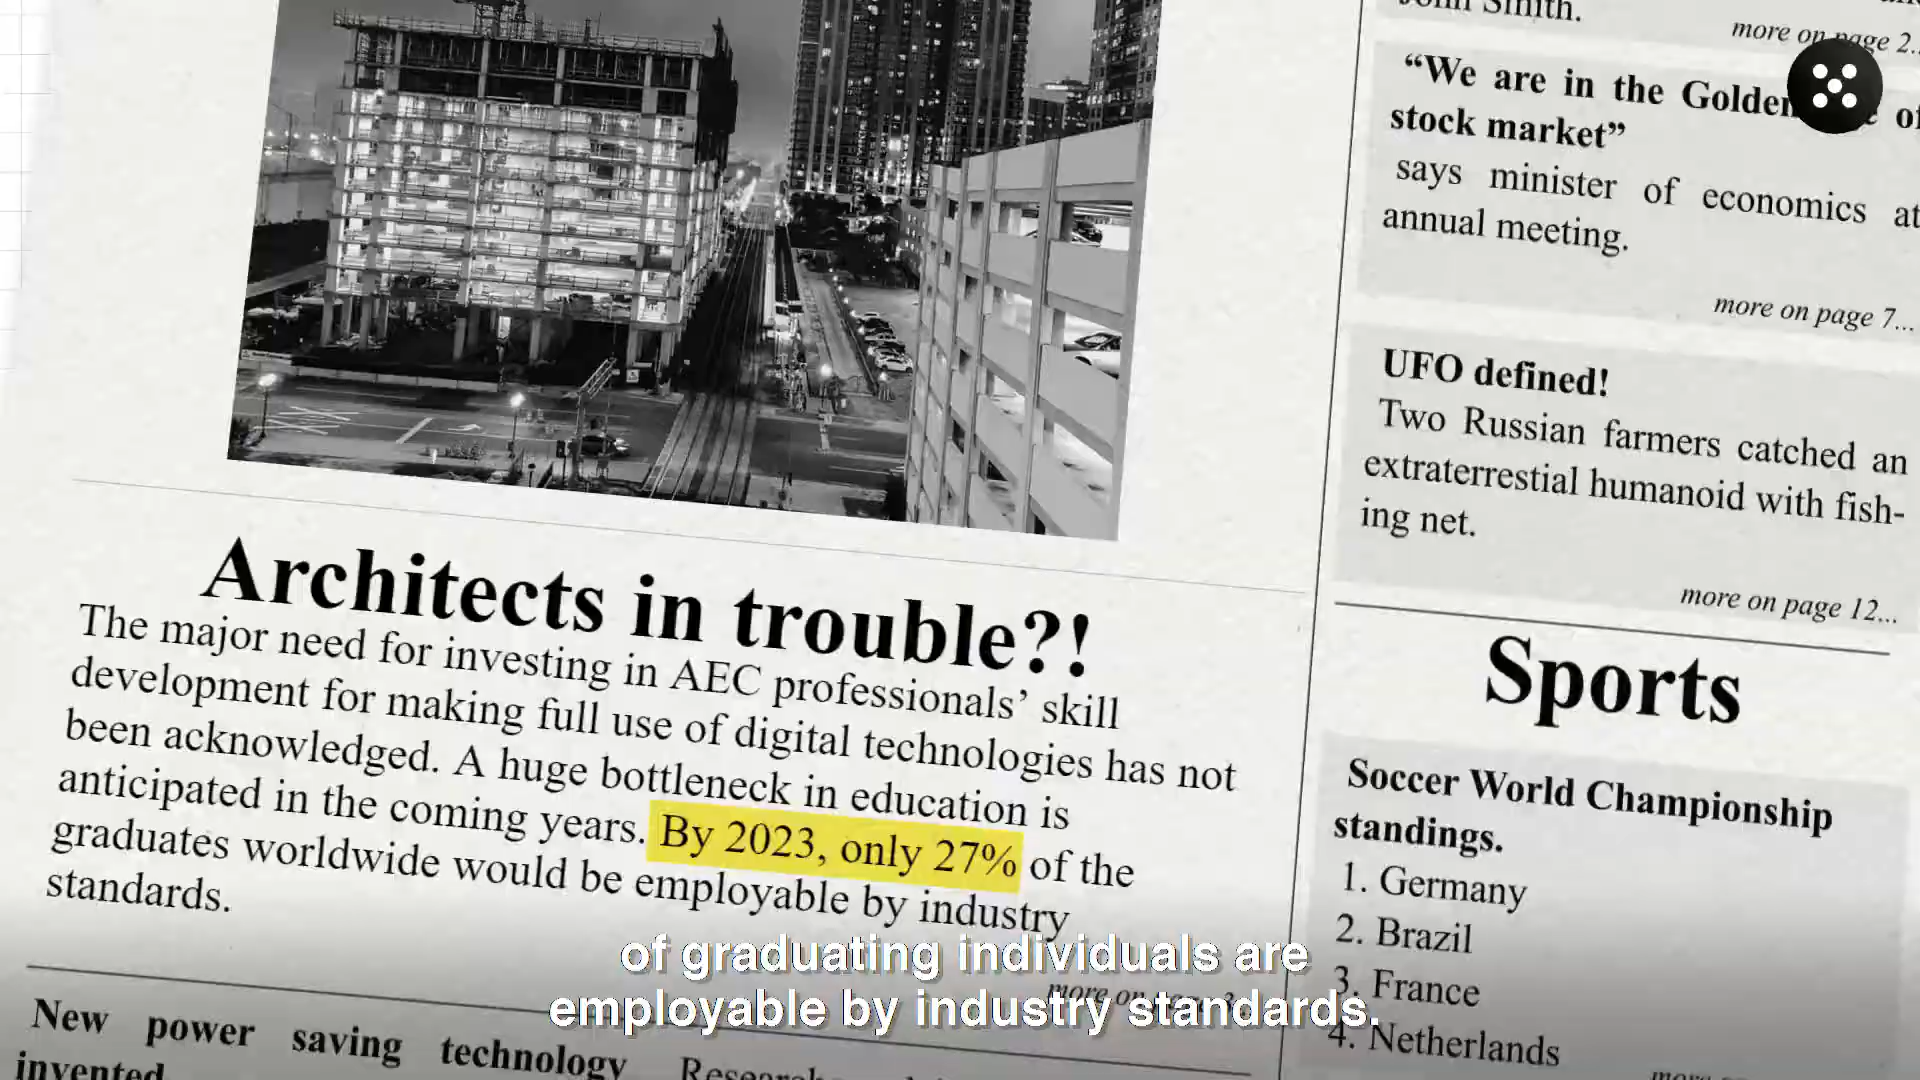 Architects in trouble?!
The major need for investing in AEC professionals’ skill
development for making full use of digital technologies has not
been acknowledged. A huge bottleneck in education is
anticipated in the coming years. By 2023, only 27% of the
graduates worldwide would be employable by industry
standards.
more on page
New power saving technology
invented.
John Smith.
more on page 2...
“We are in the Golden of
stock market”
says minister of economics at
annual meeting.
more on page 7...
UFO defined!
Two Russian farmers catched an
extraterrestial humanoid with fish-
ing net.
more on page 12...
Sports
Soccer World Championship
standings.
1. Germany
2. Brazil
3. France
4. Netherlands
of graduating individuals are
employable by industry standards.